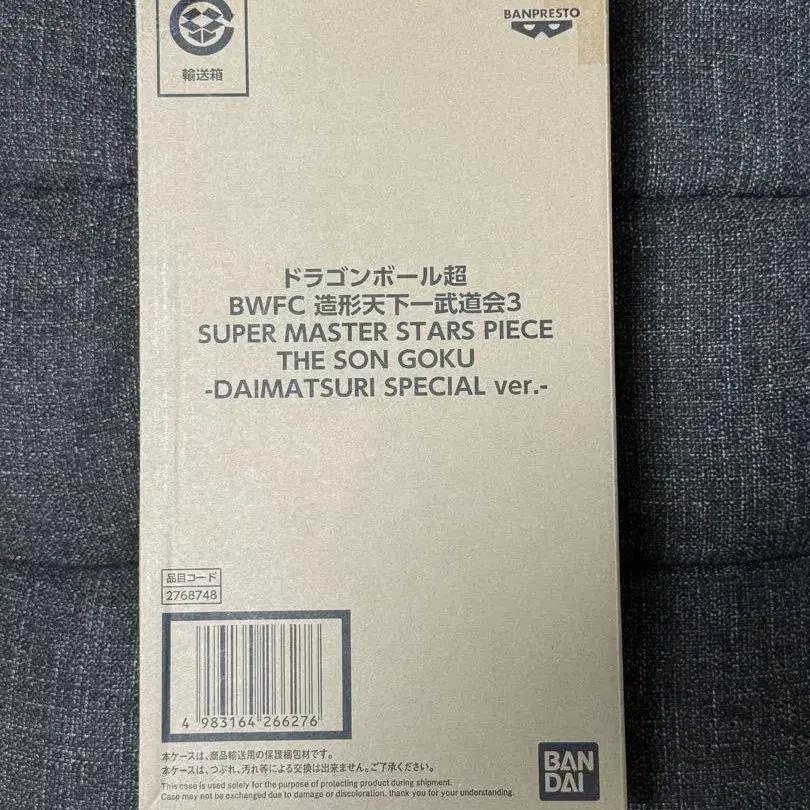 輸送箱
BANPRESTO
ドラゴンボール超
BWFC 造形天下一武道会3
SUPER MASTER STARS PIECE
THE SON GOKU
-DAIMATSURI SPECIAL ver.-
品目コード
2768748
4 983164 266276
本ケースは、商品輸送用の保護梱包材です。
本ケースは、つぶれ、汚れ等による交換は出来ません。ご了承ください。
This case is used solely for the purpose of protecting product during shipment.
Case may not be exchanged due to damage or discoloration. thank you for your understanding.
BAN
DAI